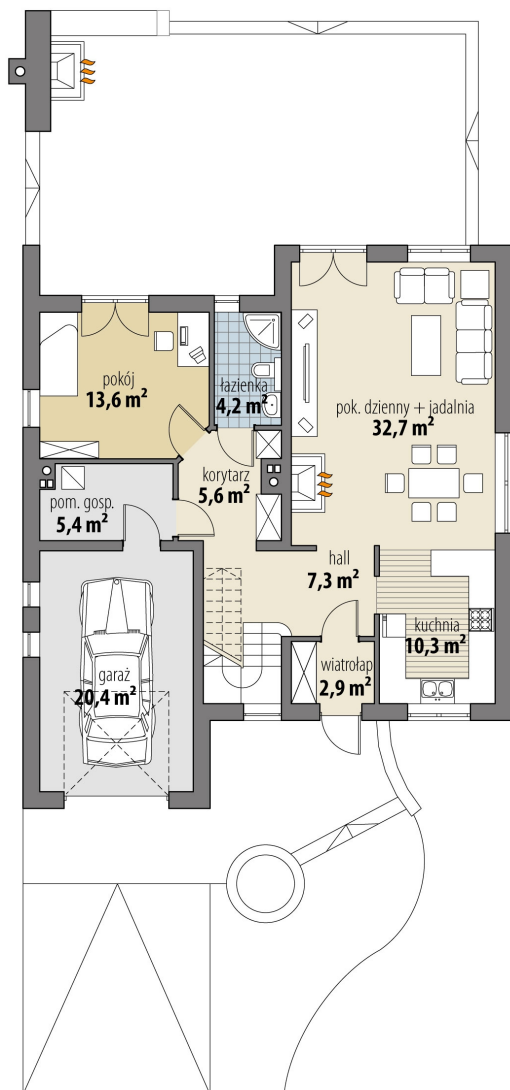 pokój
13,6 m²
łazienka
4,2 m²
pok. dzienny + jadalnia
32,7 m²
korytarz
5,6 m²
pom. gosp.
5,4 m²
hall
7,3 m²
kuchnia
10,3 m²
wiatrołap
2,9 m²
garaż
20,4 m²